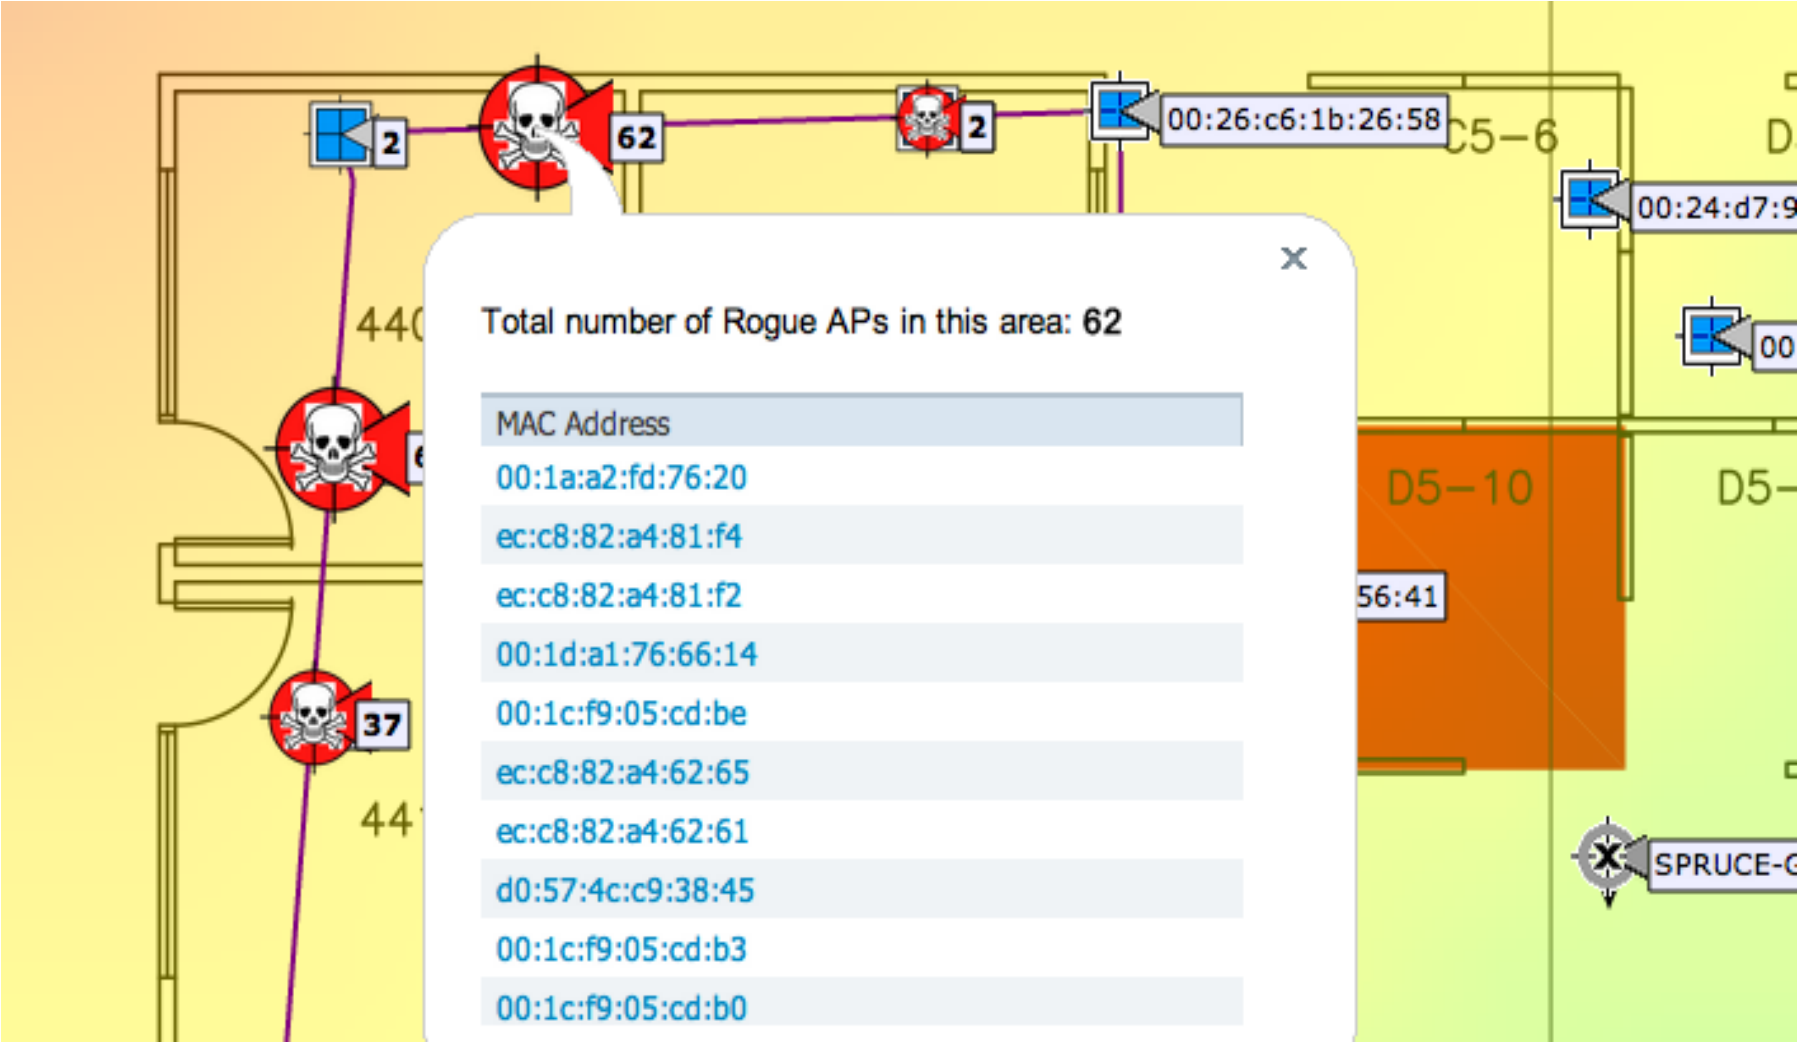 2
62
2
00:26:c6:1b:26:58
C5-6
00:24:d7:9
00
Total number of Rogue APs in this area: 62
MAC Address
00:1a:a2:fd:76:20
ec:c8:82:a4:81:f4
ec:c8:82:a4:81:f2
00:1d:a1:76:66:14
00:1c:f9:05:cd:be
ec:c8:82:a4:62:65
ec:c8:82:a4:62:61
d0:57:4c:c9:38:45
00:1c:f9:05:cd:b3
00:1c:f9:05:cd:b0
37
D5-10
D5-
56:41
SPRUCE-